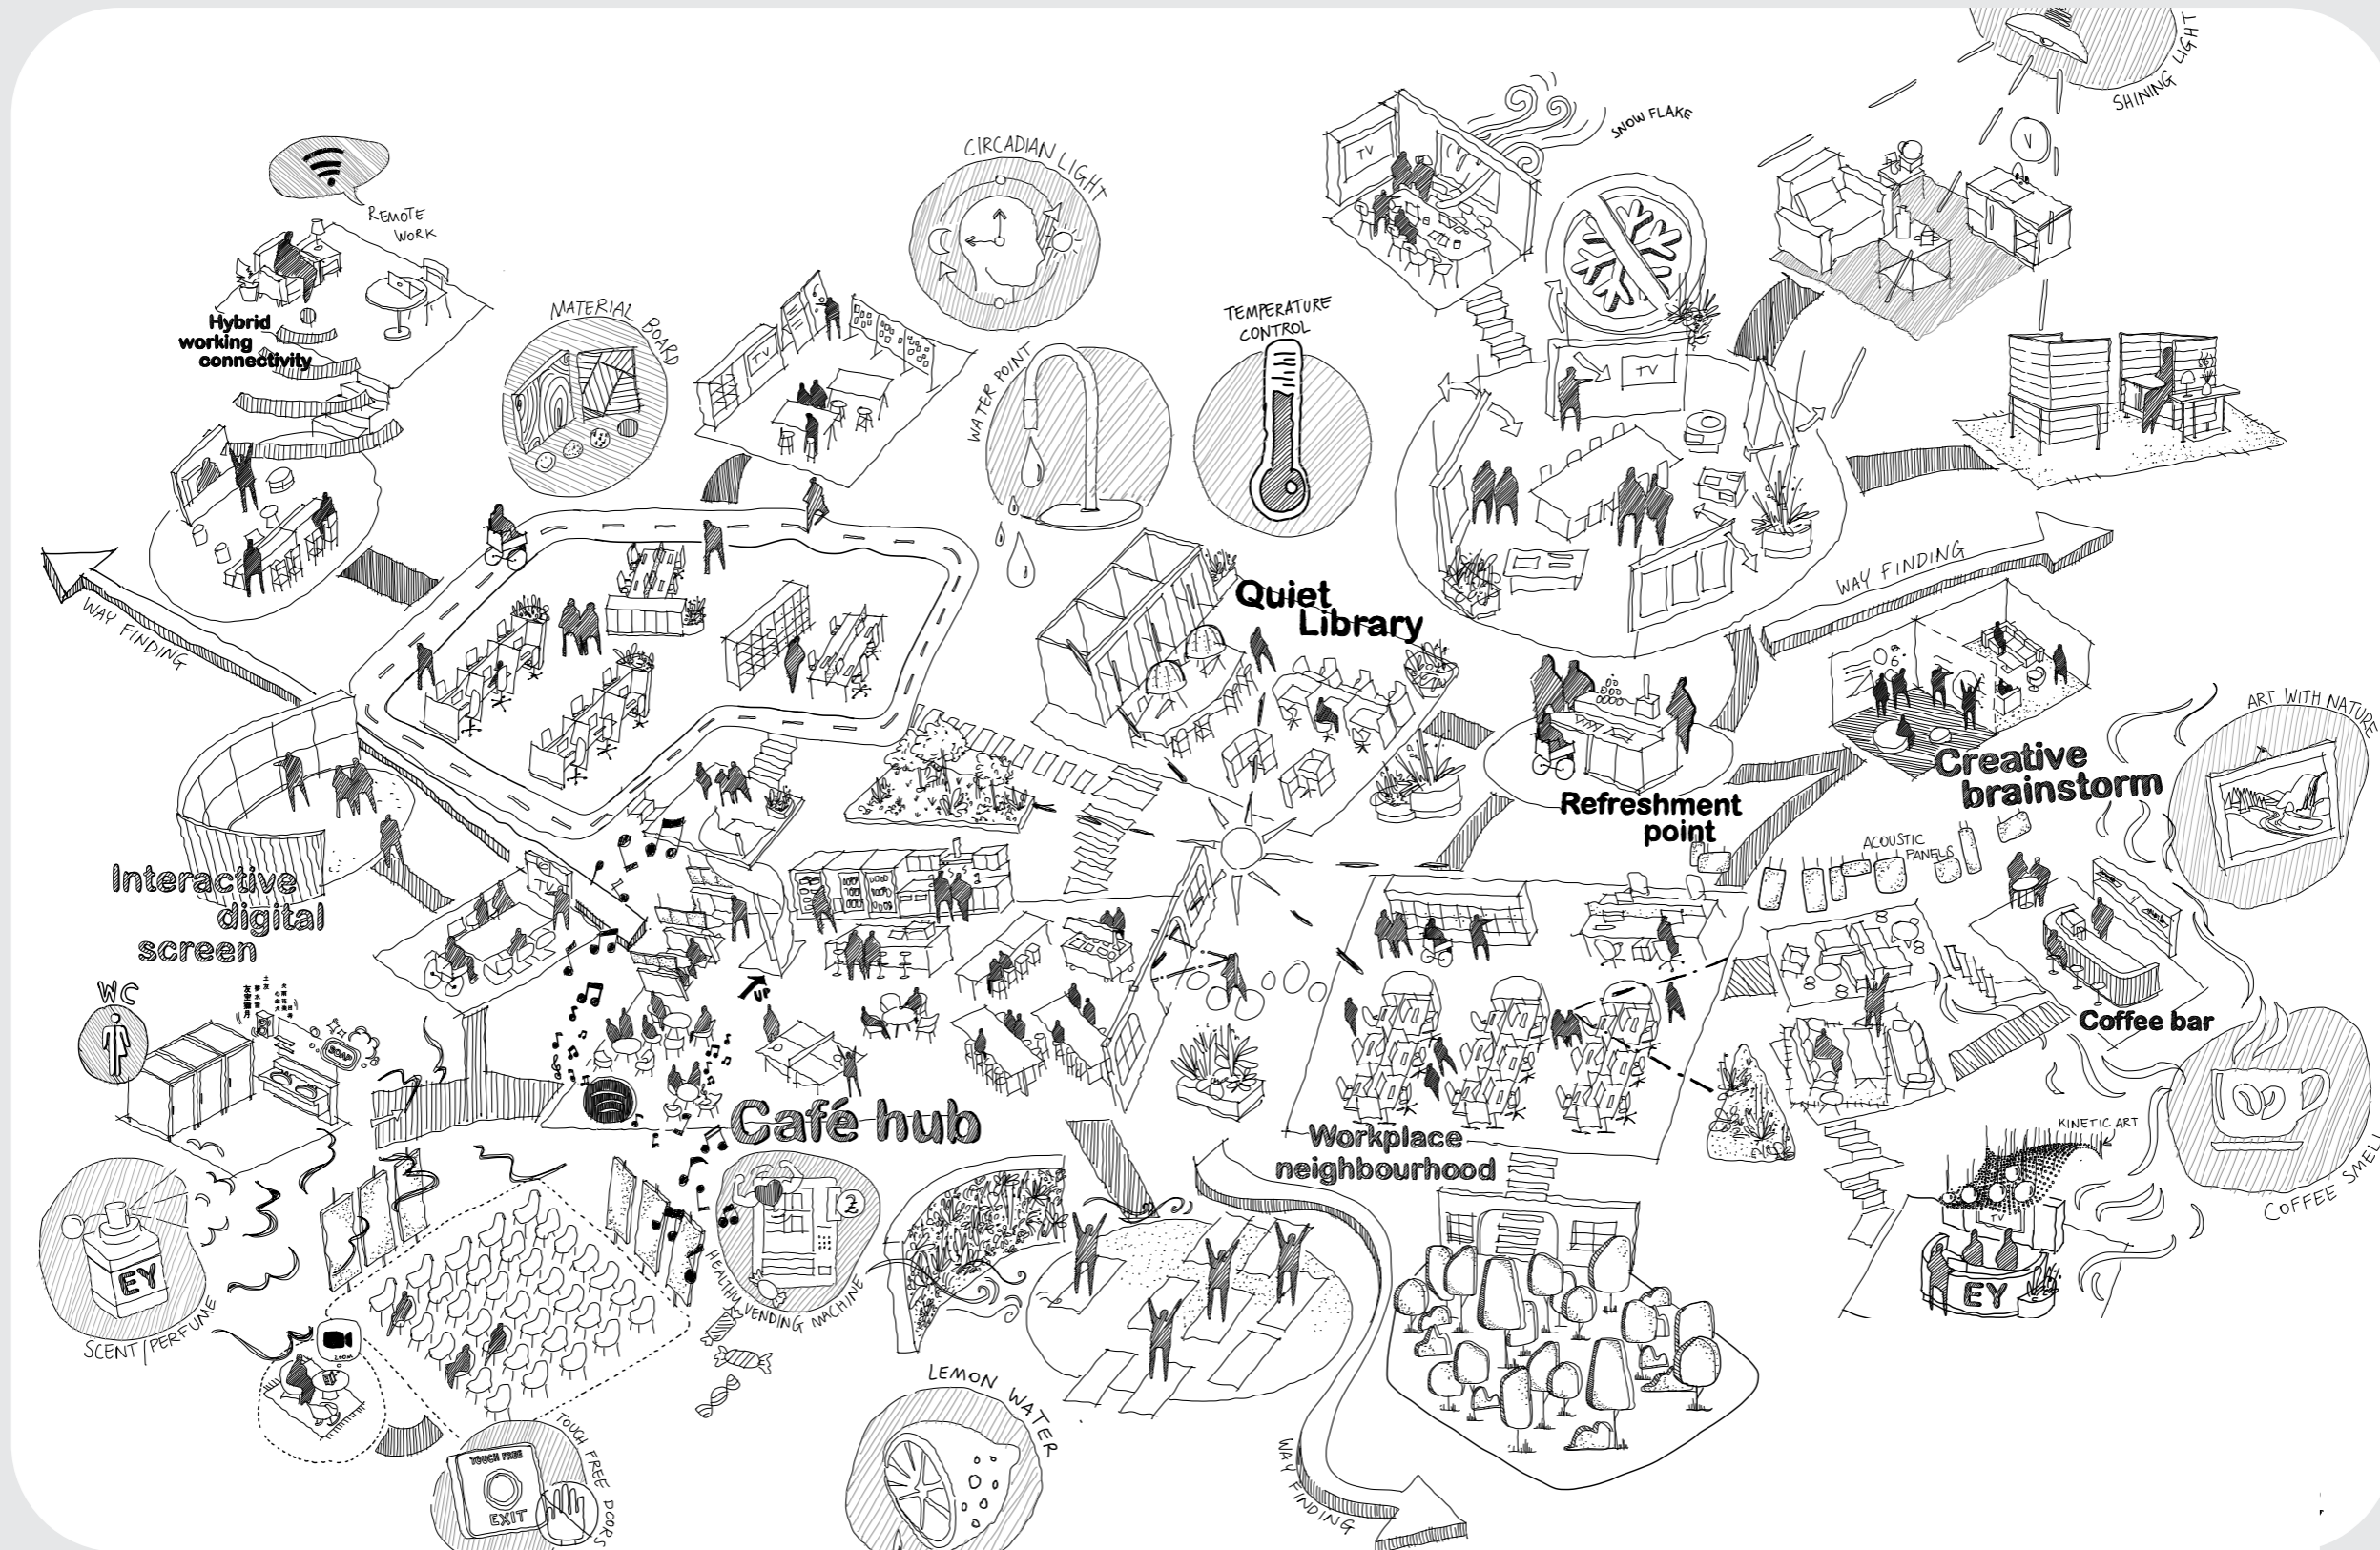 SHINING LIGHT
SNOW FLAKE
TV
V
CIRCADIAN LIGHT
REMOTE
WORK
Hybrid
working
connectivity
MATERIAL BOARD
TV
WATER POINT
TEMPERATURE
CONTROL
TV
WAY FINDING
WAY FINDING
Quiet
Library
Creative
brainstorm
ART WITH NATURE
Refreshment
point
ACOUSTIC
PANELS
Interactive
digital
screen
TV
WC
SOAP
UP
Coffee bar
Café hub
Workplace
neighbourhood
KINETIC ART
COFFEE SMELL
TV
EY
EY
SCENT/PERFUME
HEALTHY VENDING MACHINE
ZOOM
LEMON WATER
TOUCH FREE DOORS
TOUCH FREE
EXIT
WAY FINDING